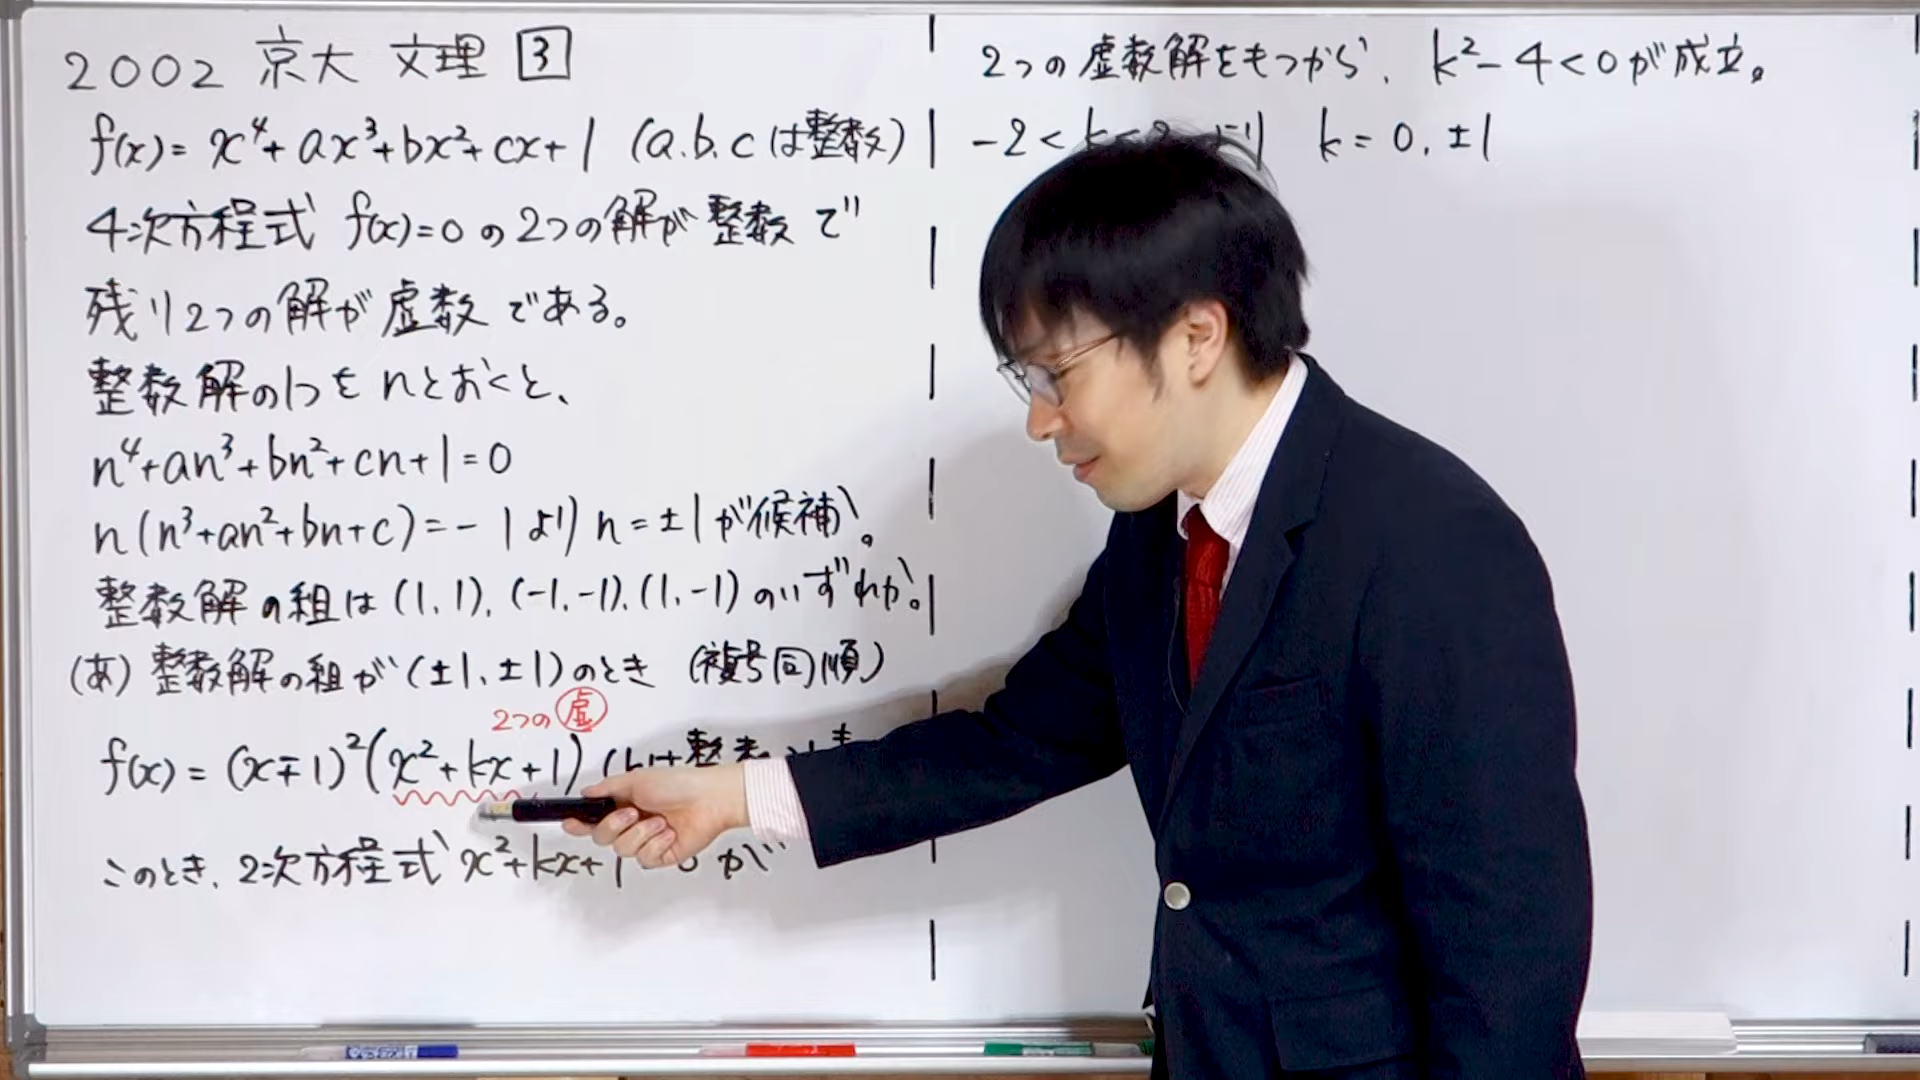 2002 京大 文理 3
f(x) = x⁴+ax³+bx²+cx+1 (a.b.cは整数)
4次方程式 f(x)=0の2つの解が整数で
残り2つの解が虚数である。
整数解の1つをnとおくと、
n⁴+an³+bn²+cn+1=0
n(n³+an²+bn+c)=-1よりn=±1が候補。
整数解の組は(1,1),(-1,-1),(1,-1)のいずれか。
(あ) 整数解の組が(±1,±1)のとき (複号同順)
2つの虚
f(x) = (x∓1)²(x²+kx+1)
このとき、2次方程式 x²+kx+1 が
2つの虚数解をもつから、k²-4<0が成立。
-2<k<2より k=0,±1